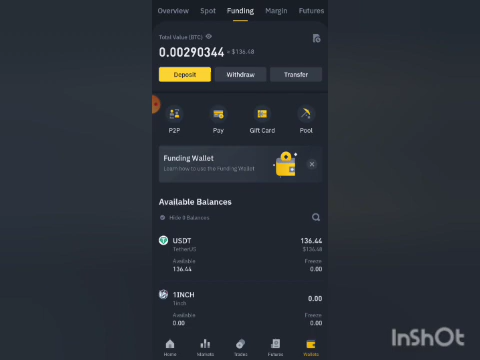 Overview Spot Funding Margin Futures
Total Value (BTC)
0.00290344 ≈ $136.48
Deposit Withdraw Transfer
P2P Pay Gift Card Pool
Funding Wallet
Learn how to use the Funding Wallet
Available Balances
Hide 0 Balances
USDT 136.44
TetherUS $136.48
Available Freeze
136.44 0.00
1INCH 0.00
1inch
Available Freeze
0.00 0.00
Home Markets Trades Futures Wallets
InShOt